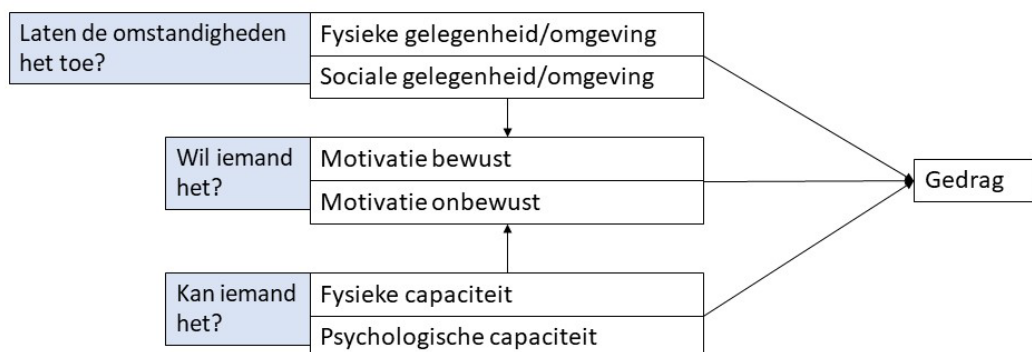 Laten de omstandigheden
het toe?
Fysieke gelegenheid/omgeving
Sociale gelegenheid/omgeving
Wil iemand
het?
Motivatie bewust
Motivatie onbewust
Gedrag
Kan iemand
het?
Fysieke capaciteit
Psychologische capaciteit